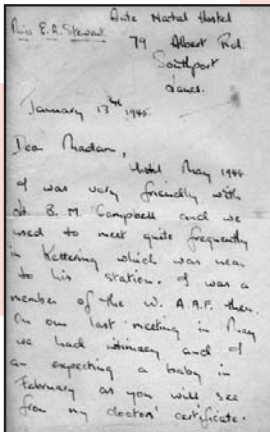 Miss E. A. Stewart
Ante Natal Hostel
79 Albert Rd
Southport
Lancs.
January 13th 1945.
Dear Madam,
Until May 1944
I was very friendly with
Lt. B. M. Campbell and we
used to meet quite frequently
in Kettering which was near
to his station. I was a
member of the W. A.A.F. then.
On our last meeting in May
we had intimacy and I
am expecting a baby in
February as you will see
from my doctors' certificate.